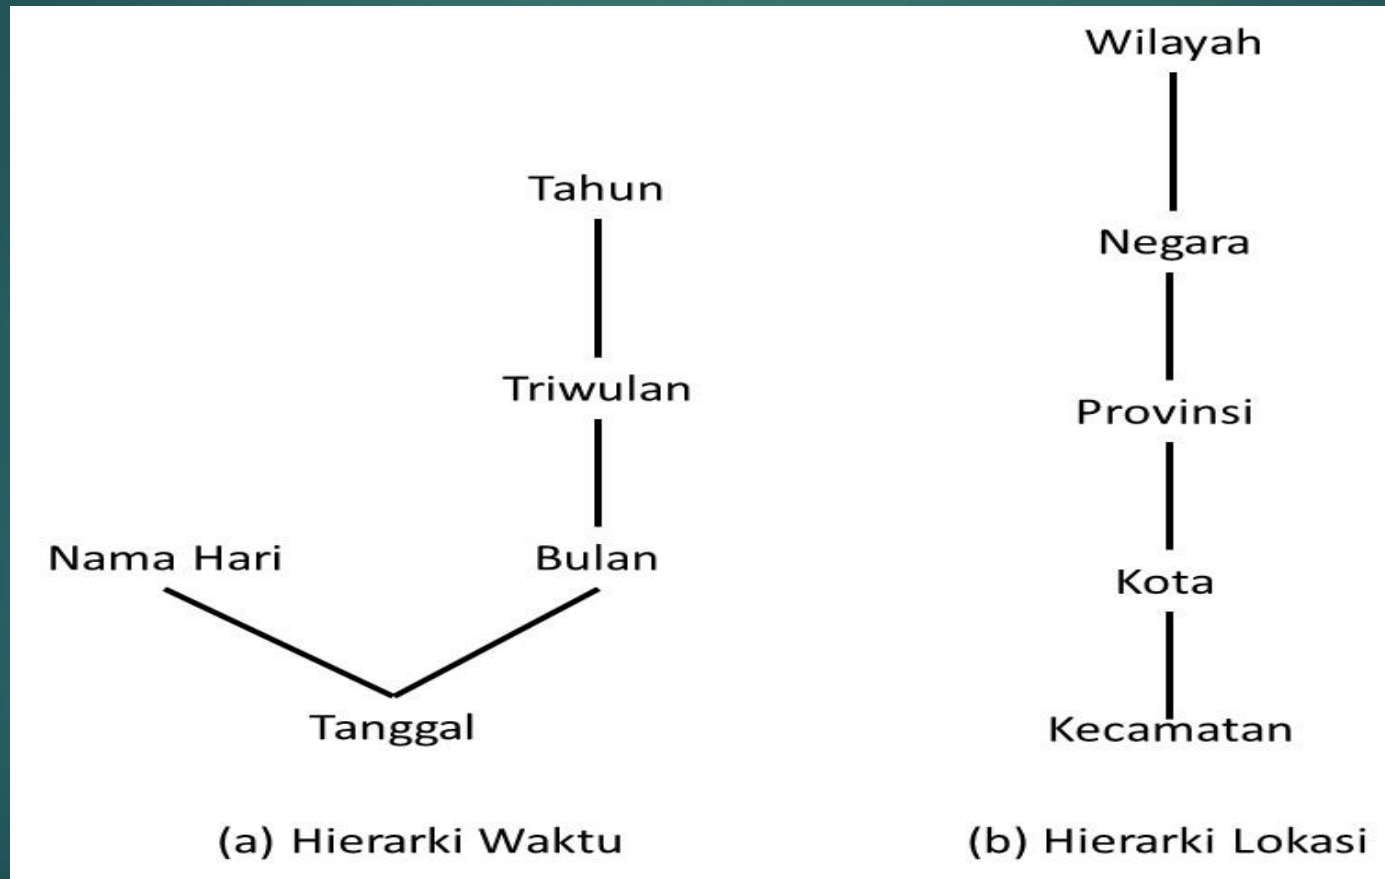 Tahun
Triwulan
Nama Hari
Bulan
Tanggal
(a) Hierarki Waktu
Wilayah
Negara
Provinsi
Kota
Kecamatan
(b) Hierarki Lokasi